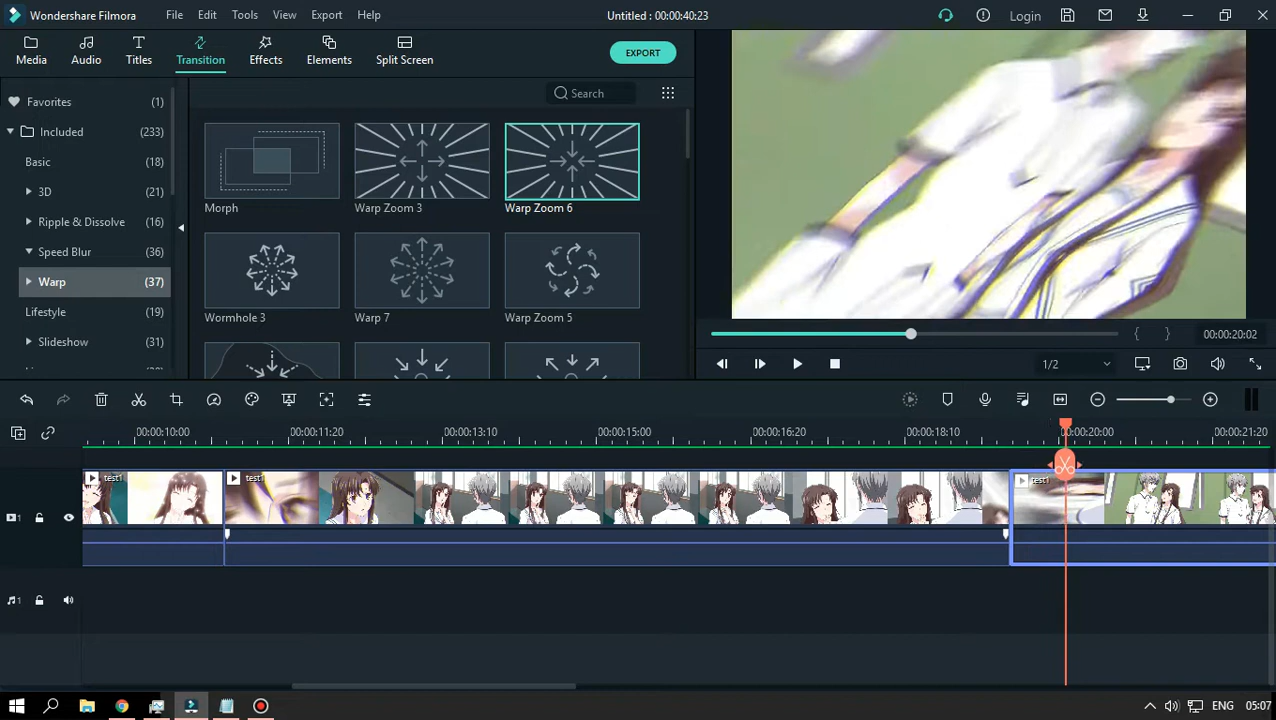 Wondershare Filmora
File
Edit
Tools
View
Export
Help
Untitled : 00:00:40:23
Login
Media
Audio
Titles
Transition
Effects
Elements
Split Screen
EXPORT
Favorites (1)
Included (233)
Basic (18)
3D (21)
Ripple & Dissolve (16)
Speed Blur (36)
Warp (37)
Lifestyle (19)
Slideshow (31)
Search
Morph
Warp Zoom 3
Warp Zoom 6
Wormhole 3
Warp 7
Warp Zoom 5
00:00:20:02
1/2
00:00:10:00
00:00:11:20
00:00:13:10
00:00:15:00
00:00:16:20
00:00:18:10
00:00:20:00
00:00:21:20
test1
test1
test1
1
1
ENG
05:07